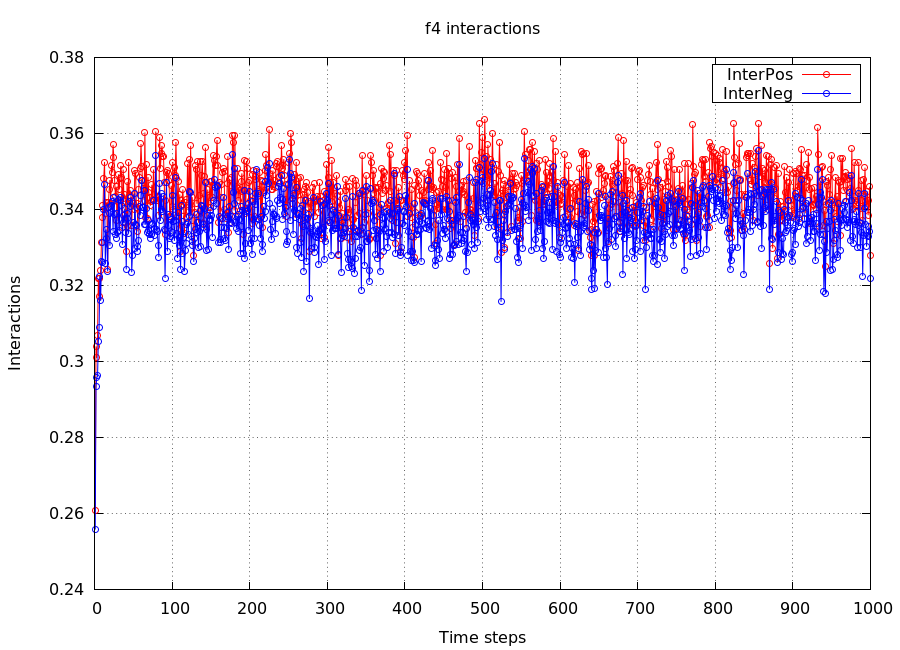 f4 interactions
0.38
0.36
0.34
0.32
0.3
0.28
0.26
0.24
InterPos
InterNeg
Interactions
0 100 200 300 400 500 600 700 800 900 1000
Time steps